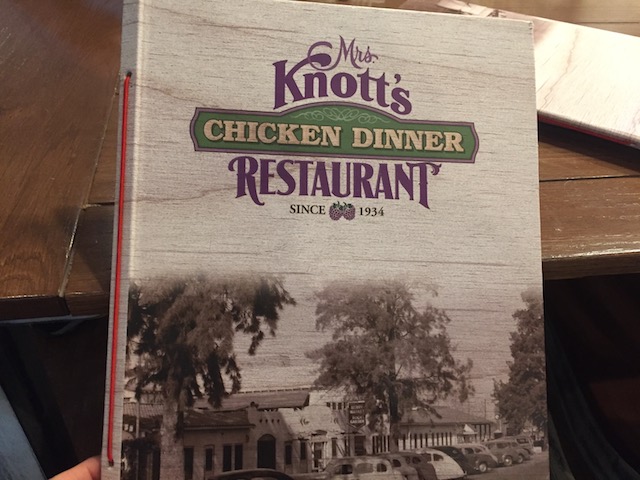 Mrs.
Knott's
CHICKEN DINNER
RESTAURANT
SINCE 1934